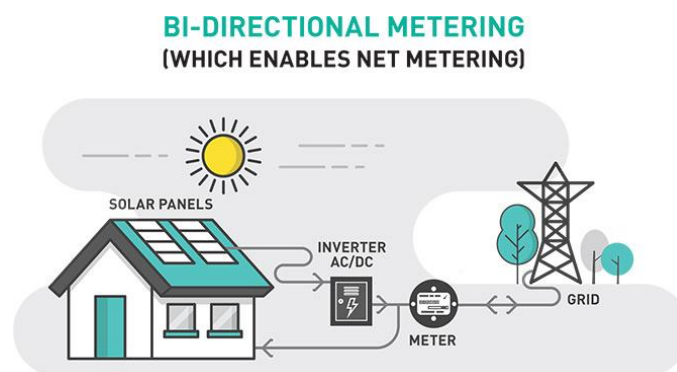 BI-DIRECTIONAL METERING
(WHICH ENABLES NET METERING)
SOLAR PANELS
INVERTER
AC/DC
METER
GRID